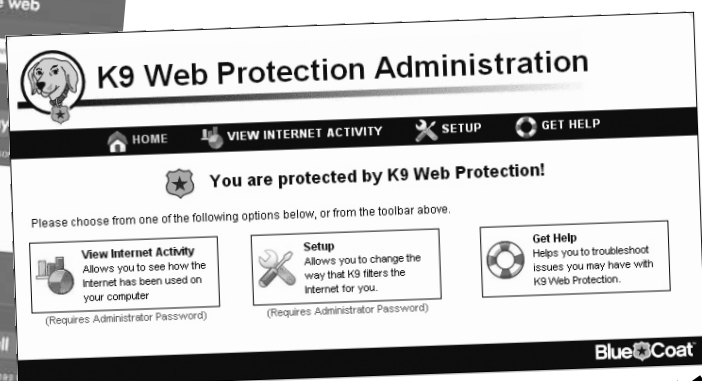 e web
K9 Web Protection Administration
HOME
VIEW INTERNET ACTIVITY
SETUP
GET HELP
You are protected by K9 Web Protection!
Please choose from one of the following options below, or from the toolbar above.
View Internet Activity
Allows you to see how the
Internet has been used on
your computer
(Requires Administrator Password)
Setup
Allows you to change the
way that K9 filters the
Internet for you.
(Requires Administrator Password)
Get Help
Helps you to troubleshoot
issues you may have with
K9 Web Protection.
Blue Coat